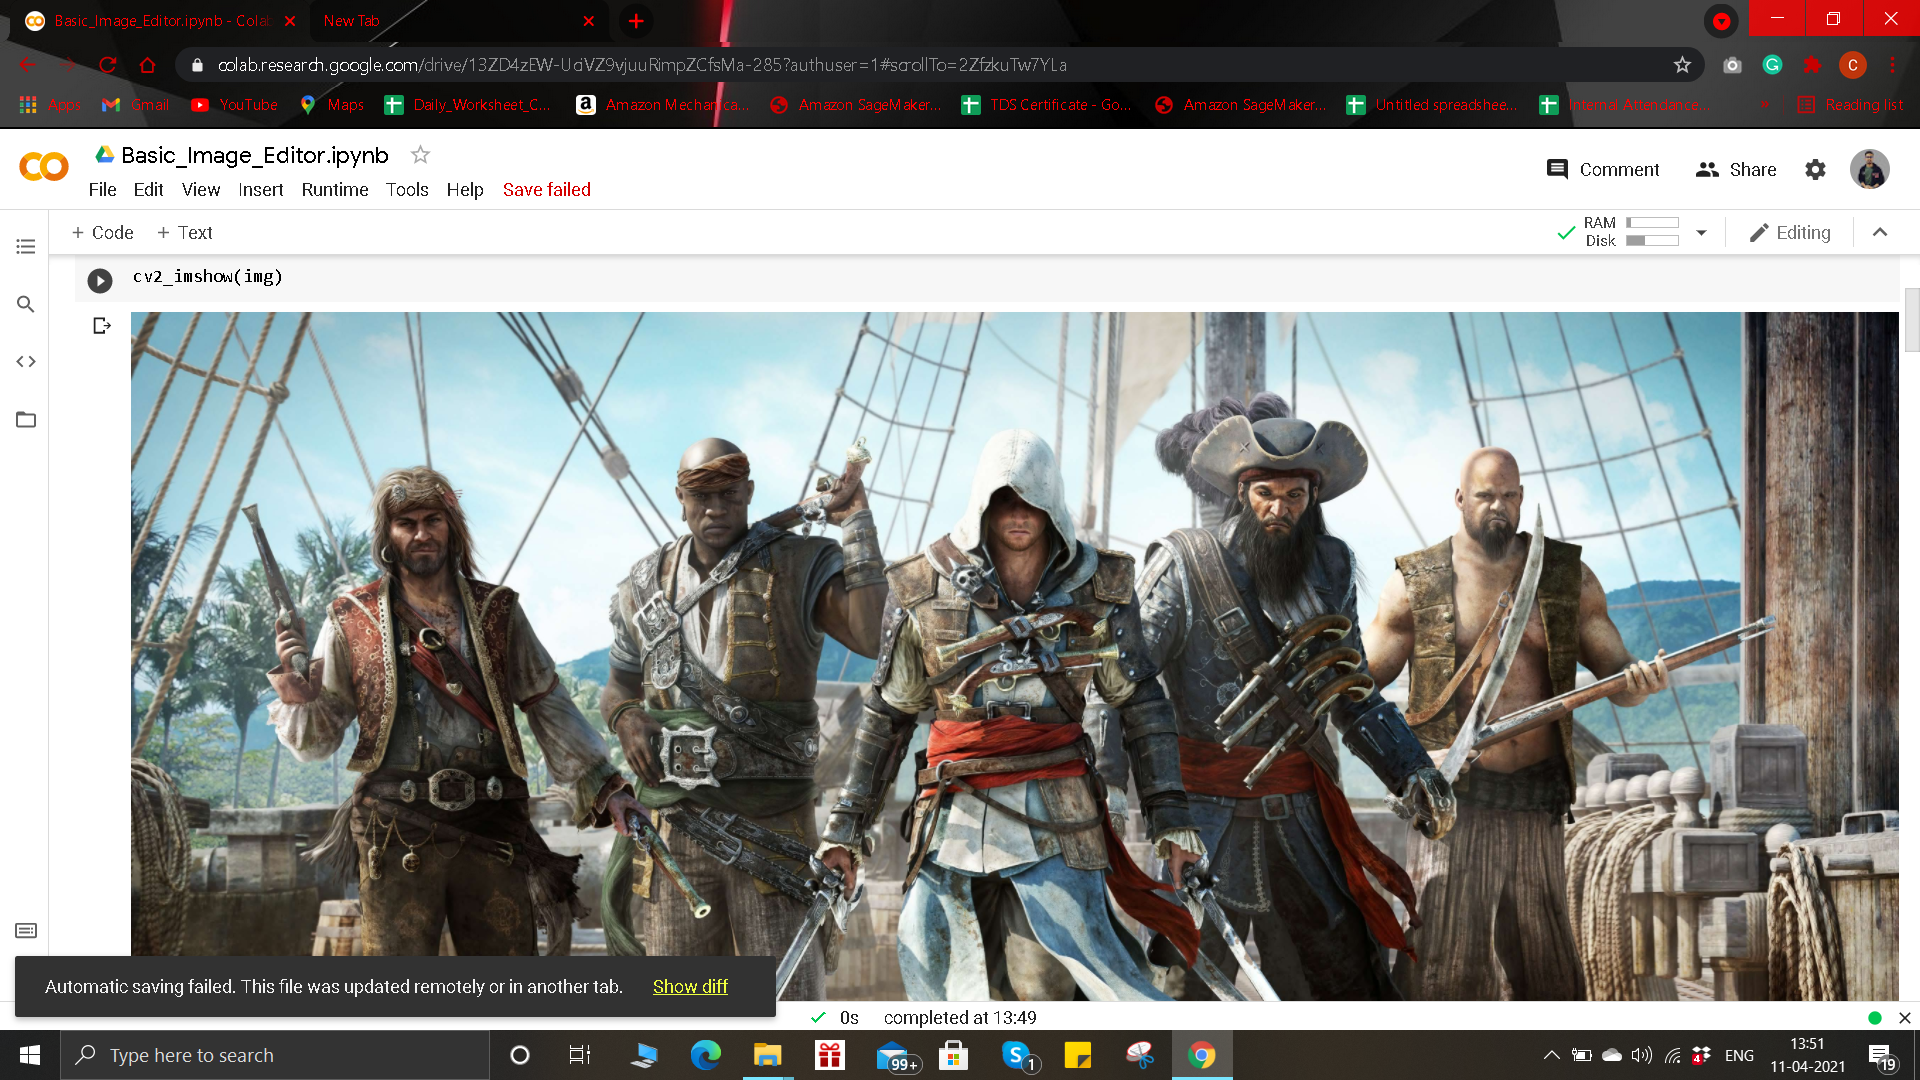 Basic_Image_Editor.ipynb - Colab
New Tab
colab.research.google.com/drive/13ZD4zEW-UdVZ9vjuuRimpZCfsMa-285?authuser=1#scrollTo=2ZfzkuTw7YLa
C
Apps
Gmail
YouTube
Maps
Daily_Worksheet_C...
Amazon Mechanica...
Amazon SageMaker...
TDS Certificate - Go...
Amazon SageMaker...
Untitled spreadshee...
Internal Attendance...
»
Reading list
Basic_Image_Editor.ipynb
Comment
Share
File Edit View Insert Runtime Tools Help Save failed
+ Code + Text
RAM
Disk
Editing
cv2_imshow(img)
Automatic saving failed. This file was updated remotely or in another tab. Show diff
0s completed at 13:49
Type here to search
99+
1
4
ENG
13:51
11-04-2021
19